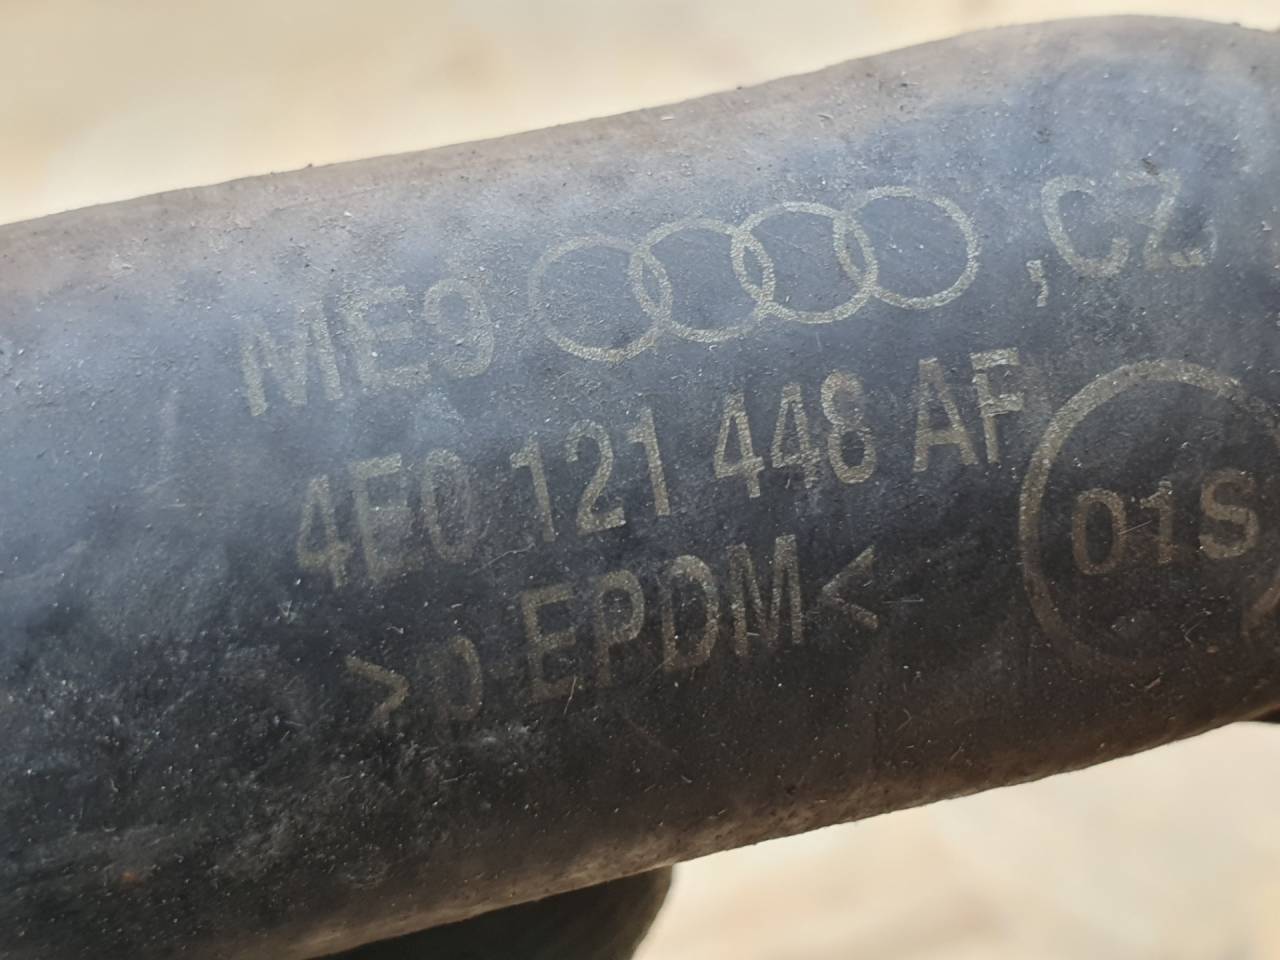 ME9 ,CZ
4E0 121 448 AF
01S
>p EPDM<